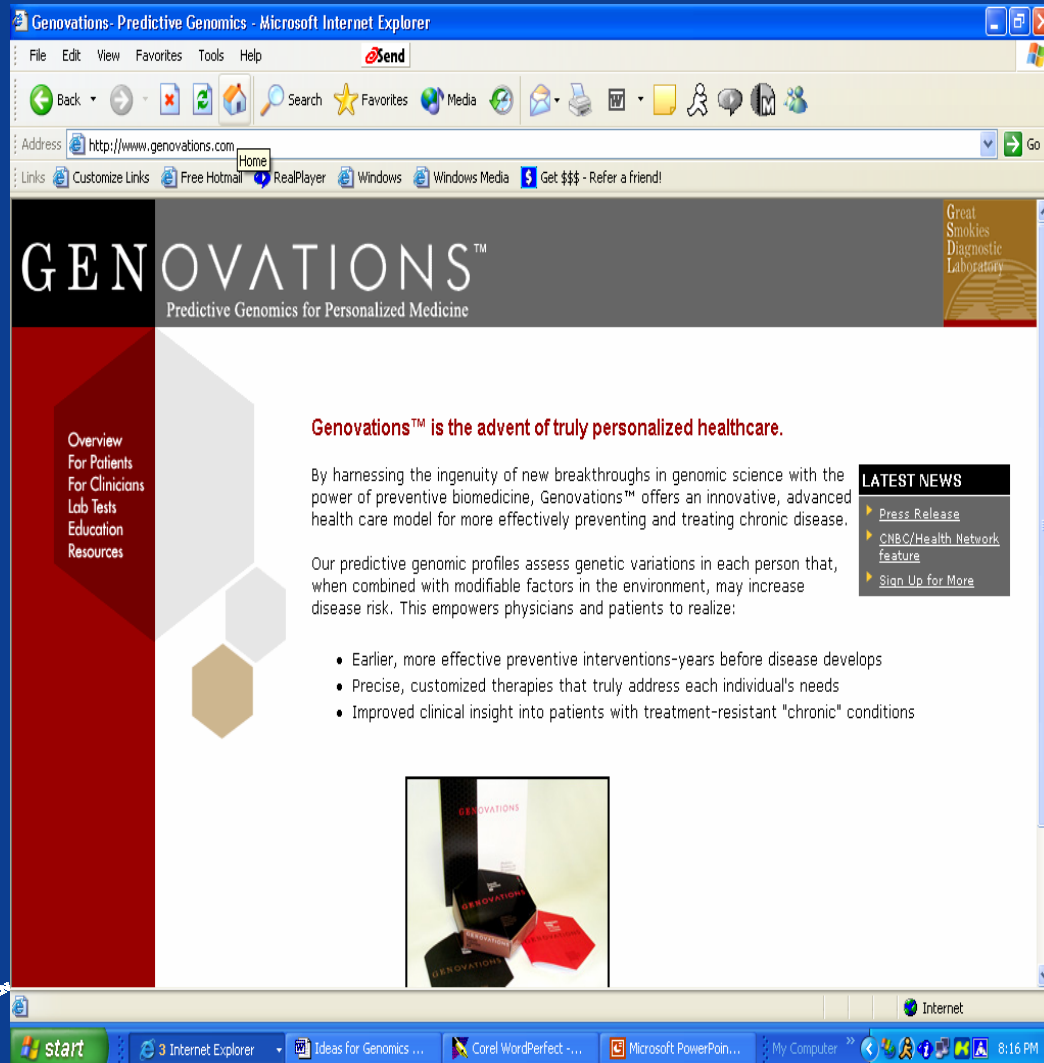 Genovations- Predictive Genomics - Microsoft Internet Explorer
File Edit View Favorites Tools Help
eSend
Back
Search Favorites Media
Address http://www.genovations.com
Go
Home
Links Customize Links Free Hotmail RealPlayer Windows Windows Media Get $$$ - Refer a friend!
GENOVATIONS™
Predictive Genomics for Personalized Medicine
Great
Smokies
Diagnostic
Laboratory
Overview
For Patients
For Clinicians
Lab Tests
Education
Resources
Genovations™ is the advent of truly personalized healthcare.
By harnessing the ingenuity of new breakthroughs in genomic science with the
power of preventive biomedicine, Genovations™ offers an innovative, advanced
health care model for more effectively preventing and treating chronic disease.
Our predictive genomic profiles assess genetic variations in each person that,
when combined with modifiable factors in the environment, may increase
disease risk. This empowers physicians and patients to realize:
• Earlier, more effective preventive interventions-years before disease develops
• Precise, customized therapies that truly address each individual's needs
• Improved clinical insight into patients with treatment-resistant "chronic" conditions
LATEST NEWS
Press Release
CNBC/Health Network
feature
Sign Up for More
GENOVATIONS
GENOVATIONS
GENOVATIONS
GENOVATIONS
Internet
start
3 Internet Explorer
Ideas for Genomics ...
Corel WordPerfect -...
Microsoft PowerPoin...
My Computer »
8:16 PM